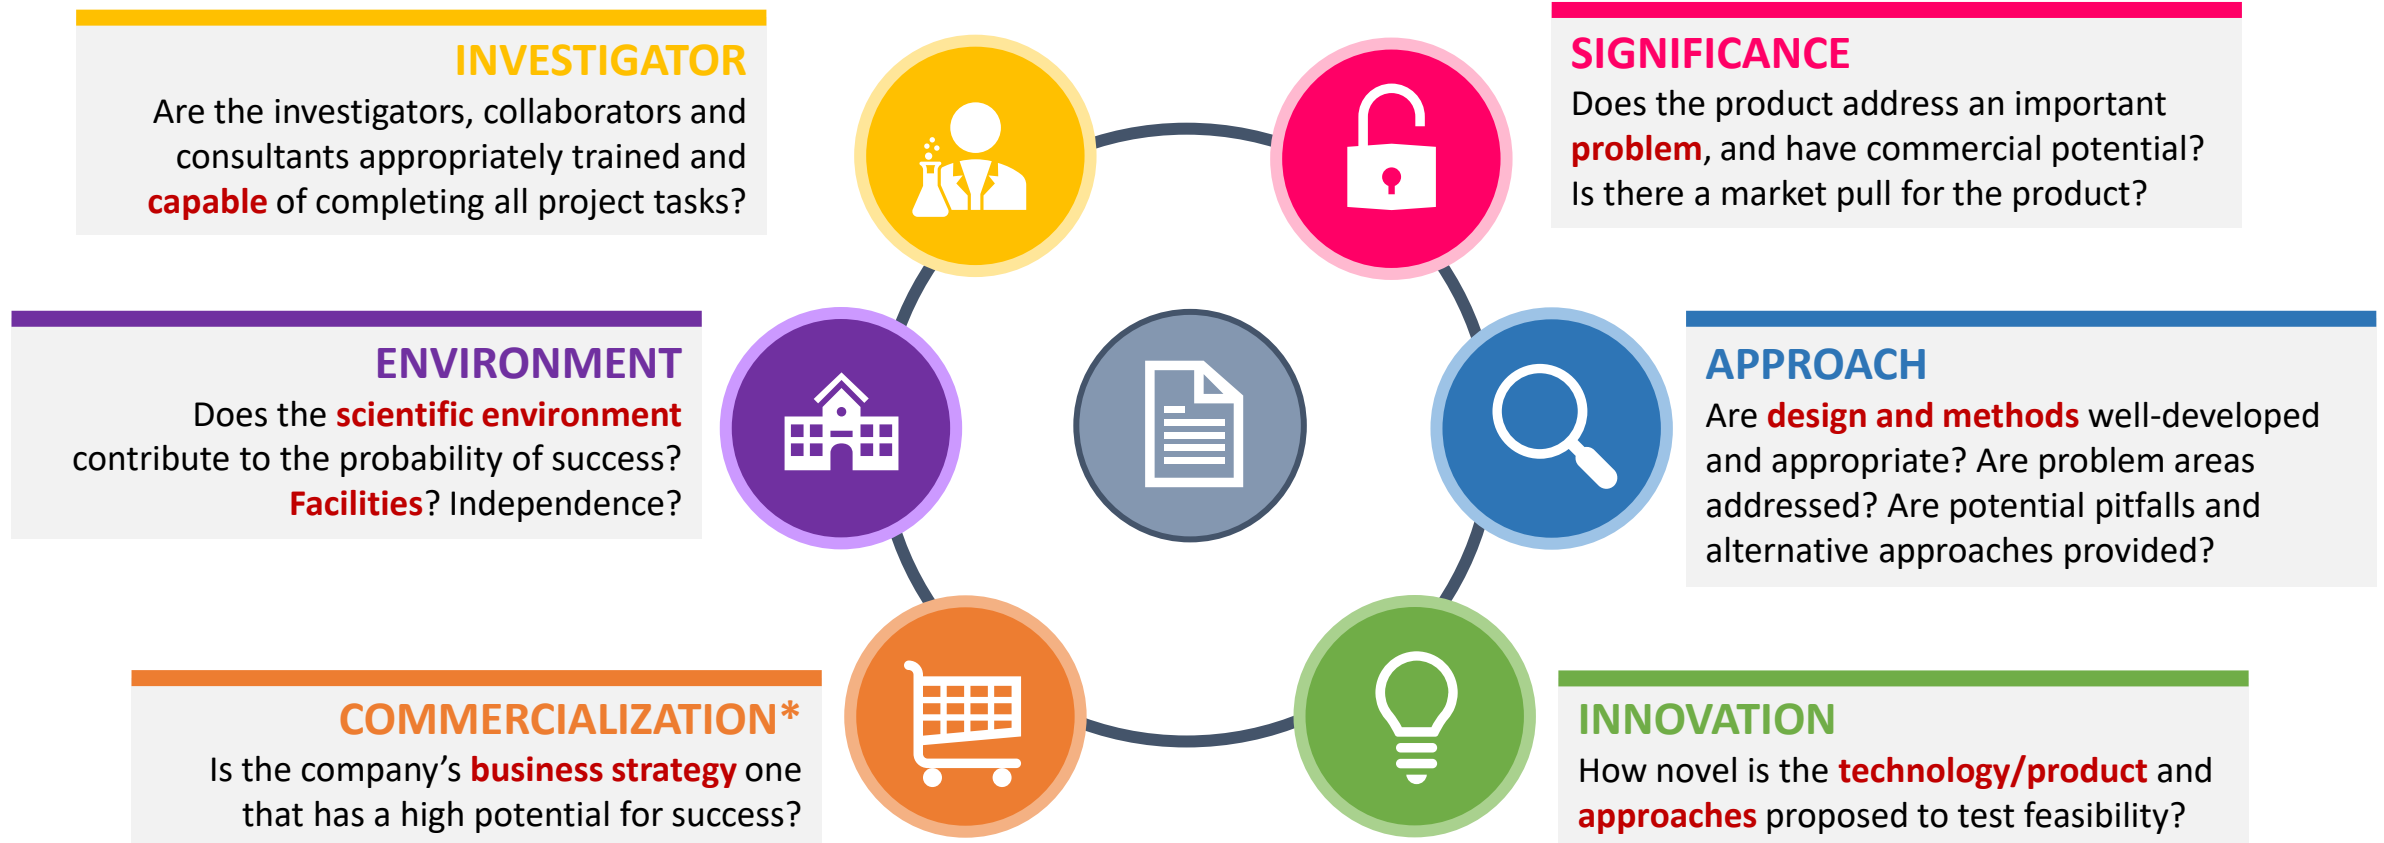 INVESTIGATOR
Are the investigators, collaborators and
consultants appropriately trained and
capable of completing all project tasks?
SIGNIFICANCE
Does the product address an important
problem, and have commercial potential?
Is there a market pull for the product?
ENVIRONMENT
Does the scientific environment
contribute to the probability of success?
Facilities? Independence?
APPROACH
Are design and methods well-developed
and appropriate? Are problem areas
addressed? Are potential pitfalls and
alternative approaches provided?
COMMERCIALIZATION*
Is the company’s business strategy one
that has a high potential for success?
INNOVATION
How novel is the technology/product and
approaches proposed to test feasibility?